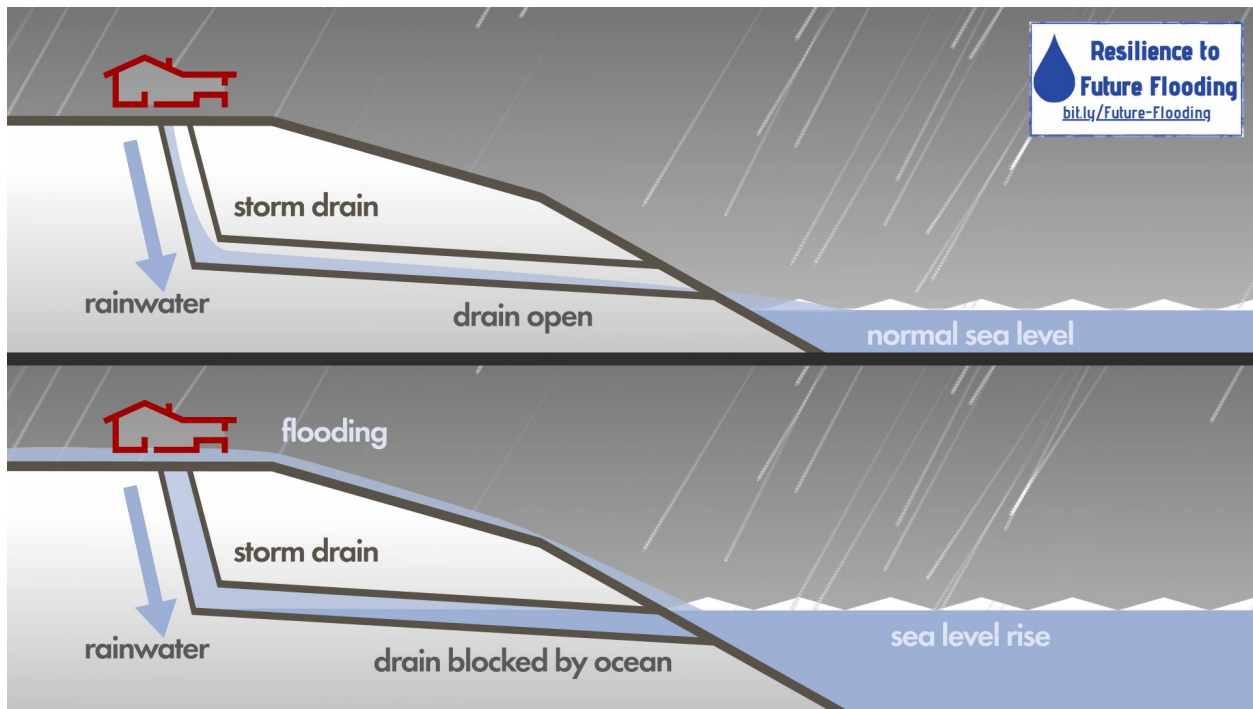 Resilience to
Future Flooding
bit.ly/Future-Flooding
storm drain
rainwater
drain open
normal sea level
flooding
storm drain
rainwater
drain blocked by ocean
sea level rise